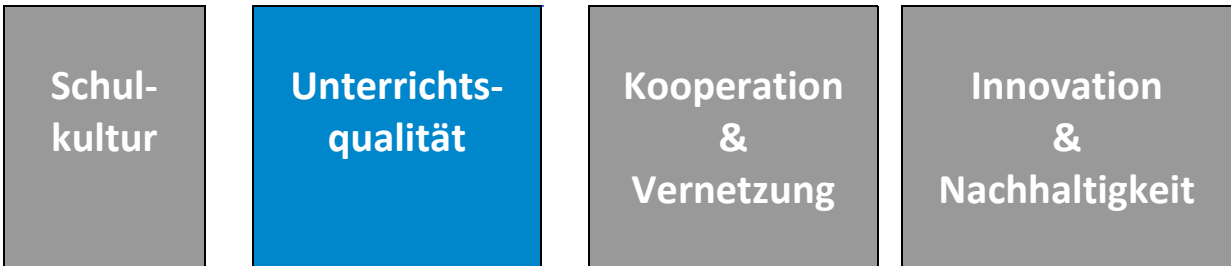 Schul-
kultur
Unterrichts-
qualität
Kooperation
&
Vernetzung
Innovation
&
Nachhaltigkeit